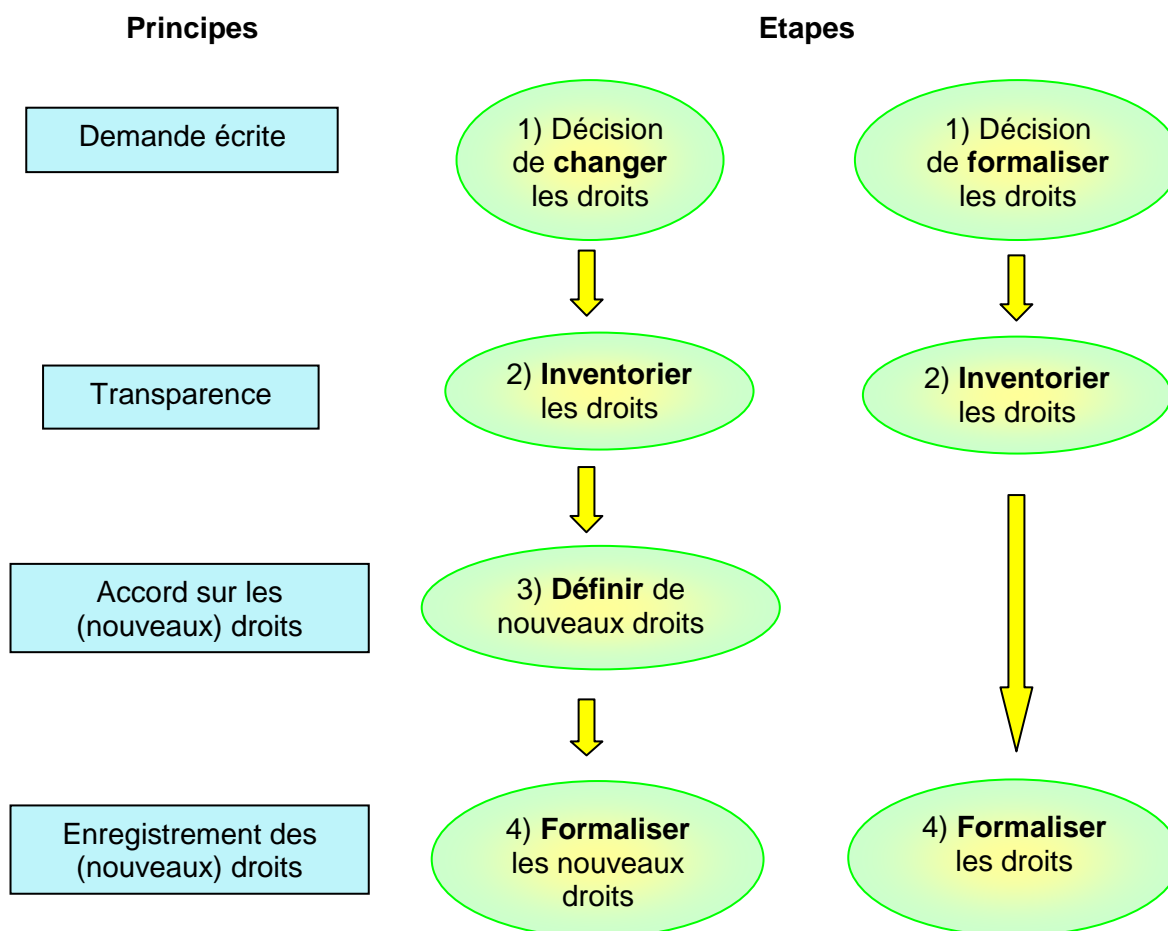 Principes
Etapes
Demande écrite
1) Décision
de changer
les droits
1) Décision
de formaliser
les droits
Transparence
2) Inventorier
les droits
2) Inventorier
les droits
Accord sur les
(nouveaux) droits
3) Définir de
nouveaux droits
Enregistrement des
(nouveaux) droits
4) Formaliser
les nouveaux
droits
4) Formaliser
les droits